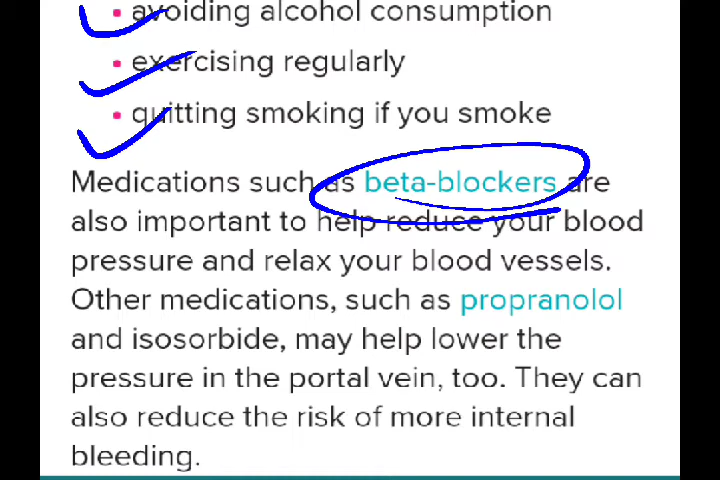 • avoiding alcohol consumption
• exercising regularly
• quitting smoking if you smoke
Medications such as beta-blockers are
also important to help reduce your blood
pressure and relax your blood vessels.
Other medications, such as propranolol
and isosorbide, may help lower the
pressure in the portal vein, too. They can
also reduce the risk of more internal
bleeding.